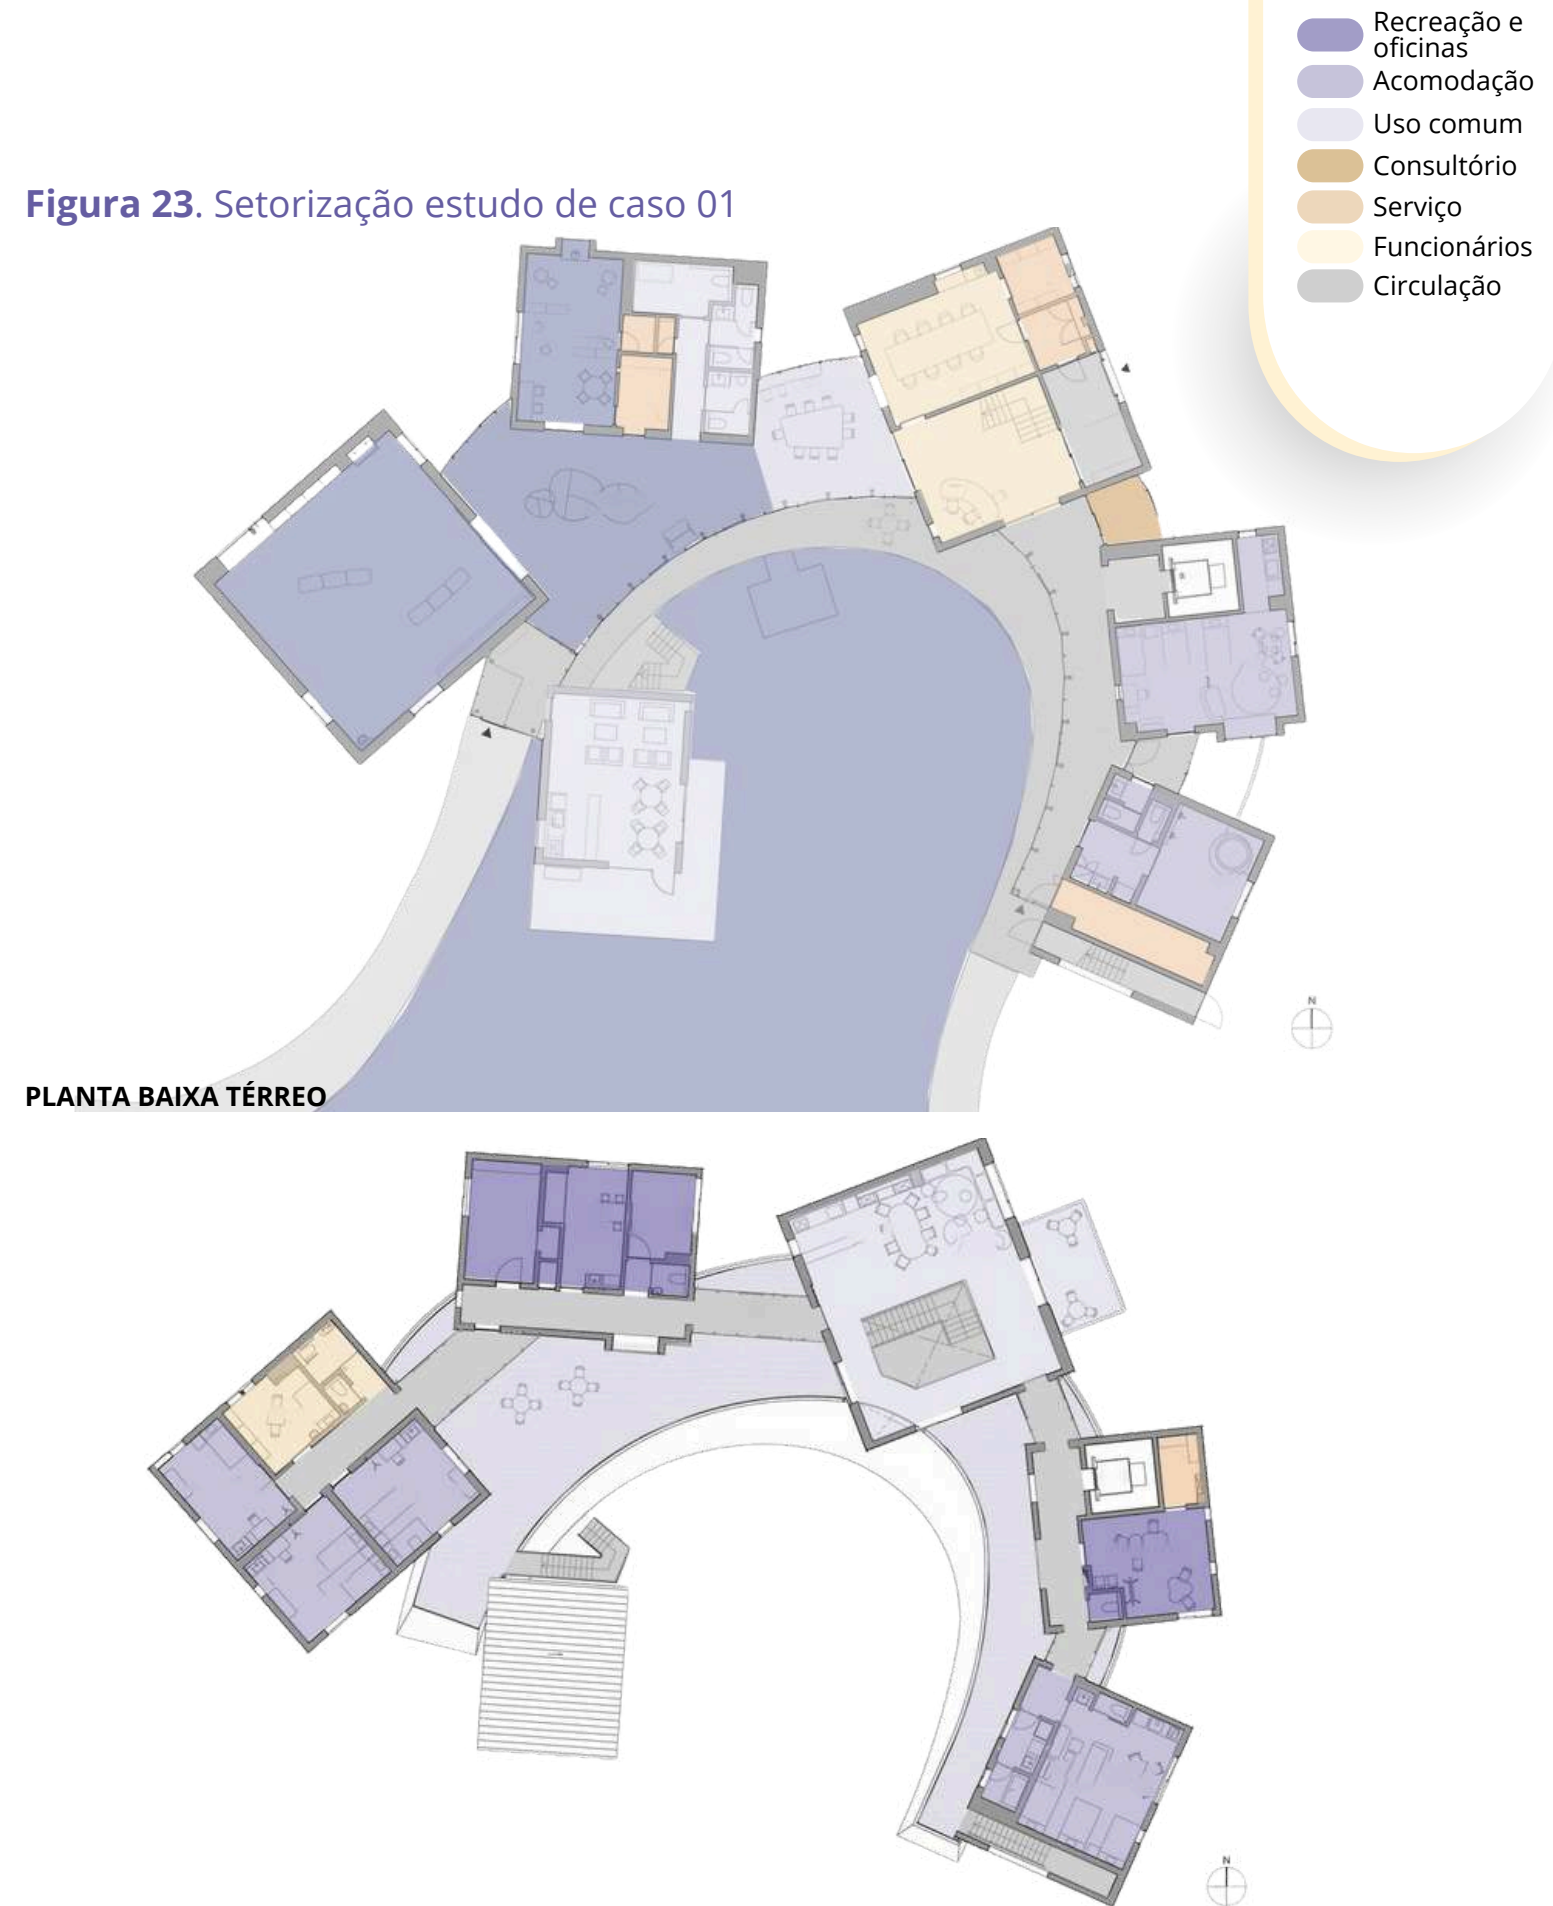 Recreação e
oficinas
Acomodação
Uso comum
Consultório
Serviço
Funcionários
Circulação
Figura 23. Setorização estudo de caso 01
N
PLANTA BAIXA TÉRREO
N